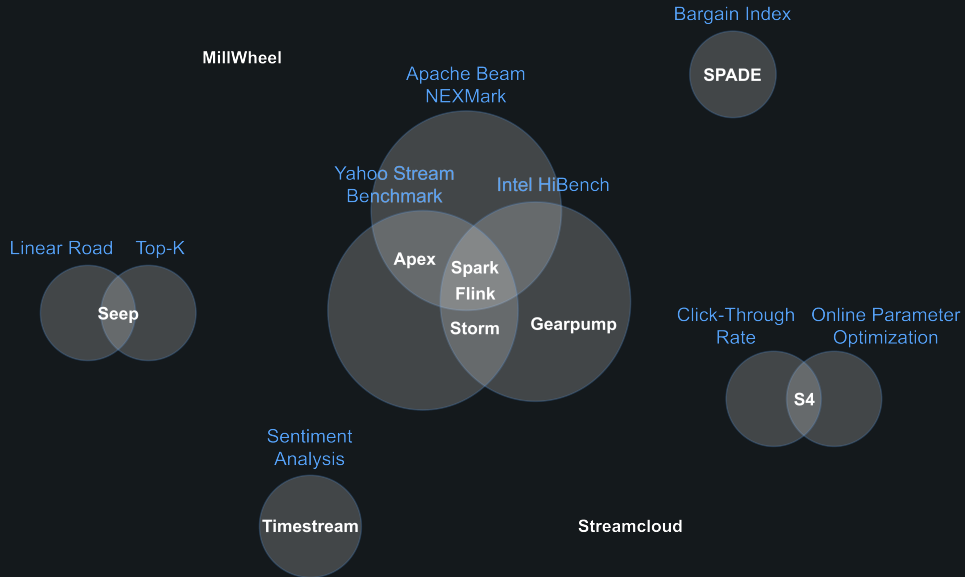 Bargain Index
SPADE
MillWheel
Apache Beam
NEXMark
Yahoo Stream
Benchmark
Intel HiBench
Apex
Spark
Flink
Storm
Gearpump
Linear Road
Top-K
Seep
Click-Through
Rate
Online Parameter
Optimization
S4
Sentiment
Analysis
Timestream
Streamcloud